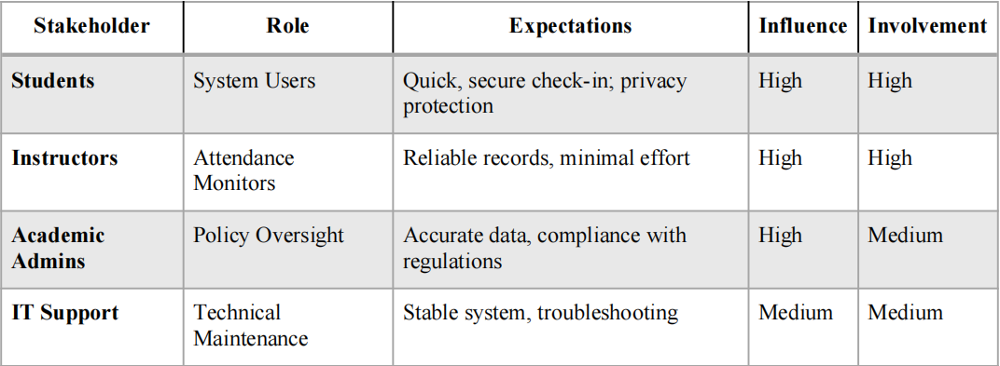 Stakeholder Role Expectations Influence Involvement
Students System Users Quick, secure check-in; privacy High High
protection
Instructors Attendance Reliable records, minimal effort High High
Monitors
Academic Policy Oversight Accurate data, compliance with High Medium
Admins regulations
IT Support Technical Stable system, troubleshooting Medium Medium
Maintenance